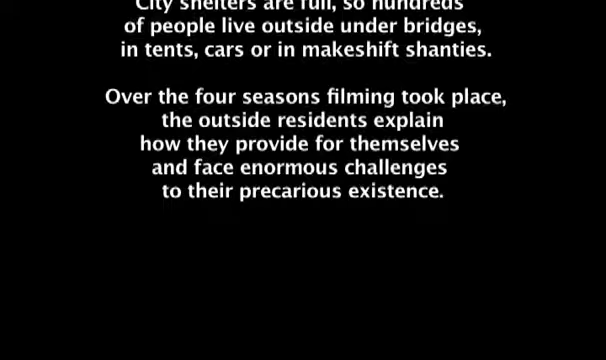 City shelters are full, so hundreds
of people live outside under bridges,
in tents, cars or in makeshift shanties.
Over the four seasons filming took place,
the outside residents explain
how they provide for themselves
and face enormous challenges
to their precarious existence.